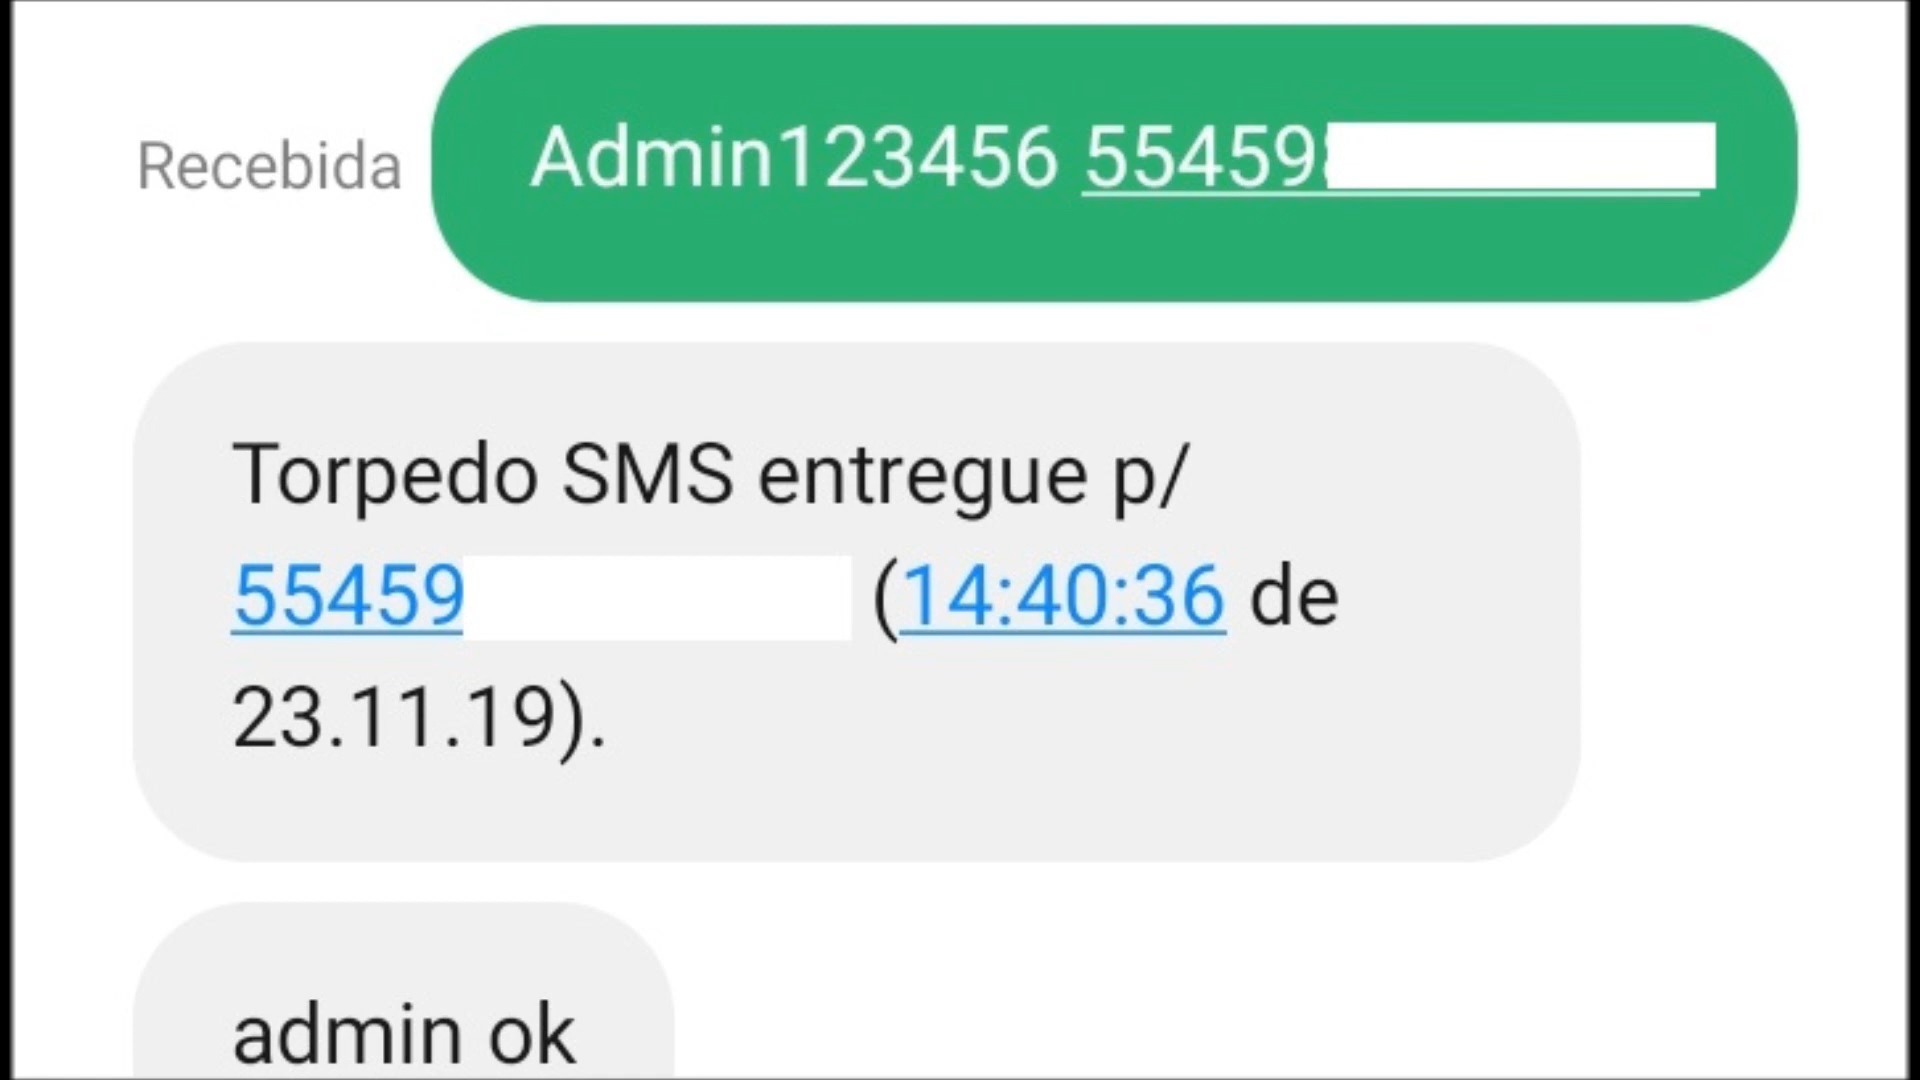 Recebida
Admin123456 55459
Torpedo SMS entregue p/
55459 (14:40:36 de
23.11.19).
admin ok